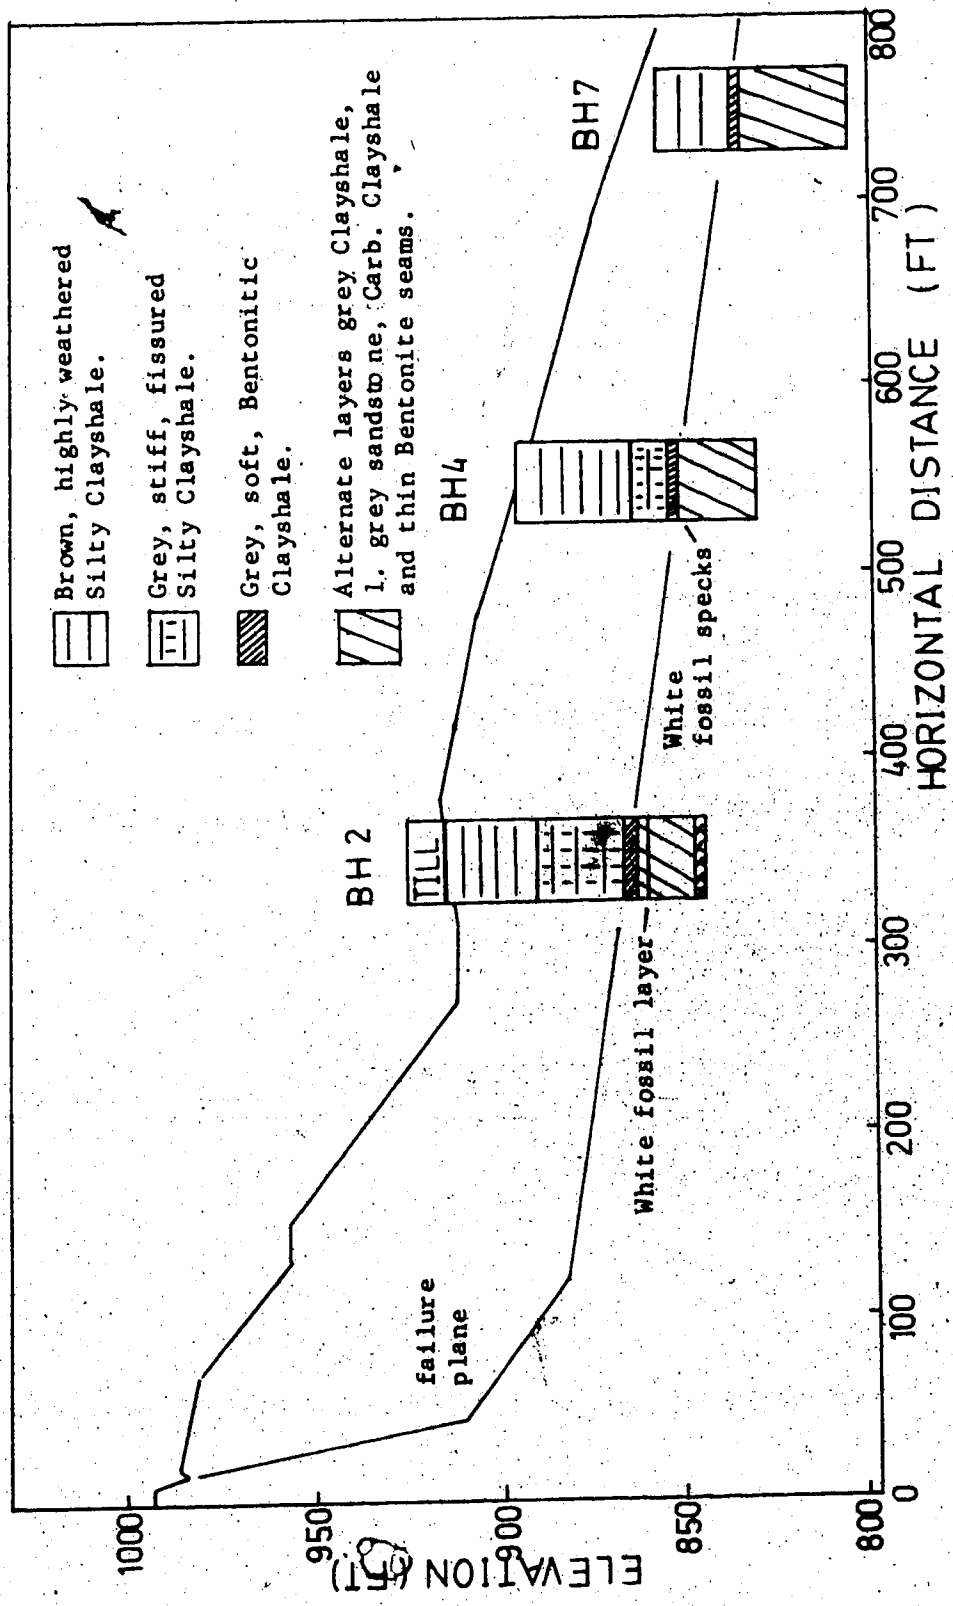 Brown, highly weathered
Silty Clayshale.
Grey, stiff, fissured
Silty Clayshale.
Grey, soft, Bentonitic
Clayshale.
Alternate layers grey Clayshale,
l. grey sandstone, Carb. Clayshale
and thin Bentonite seams.
BH 2
BH4
BH7
TILL
failure
plane
White fossil layer
White
fossil specks
ELEVATION (FT)
1000
950
900
850
800
0
100
200
300
400
500
600
700
800
HORIZONTAL DISTANCE (FT)